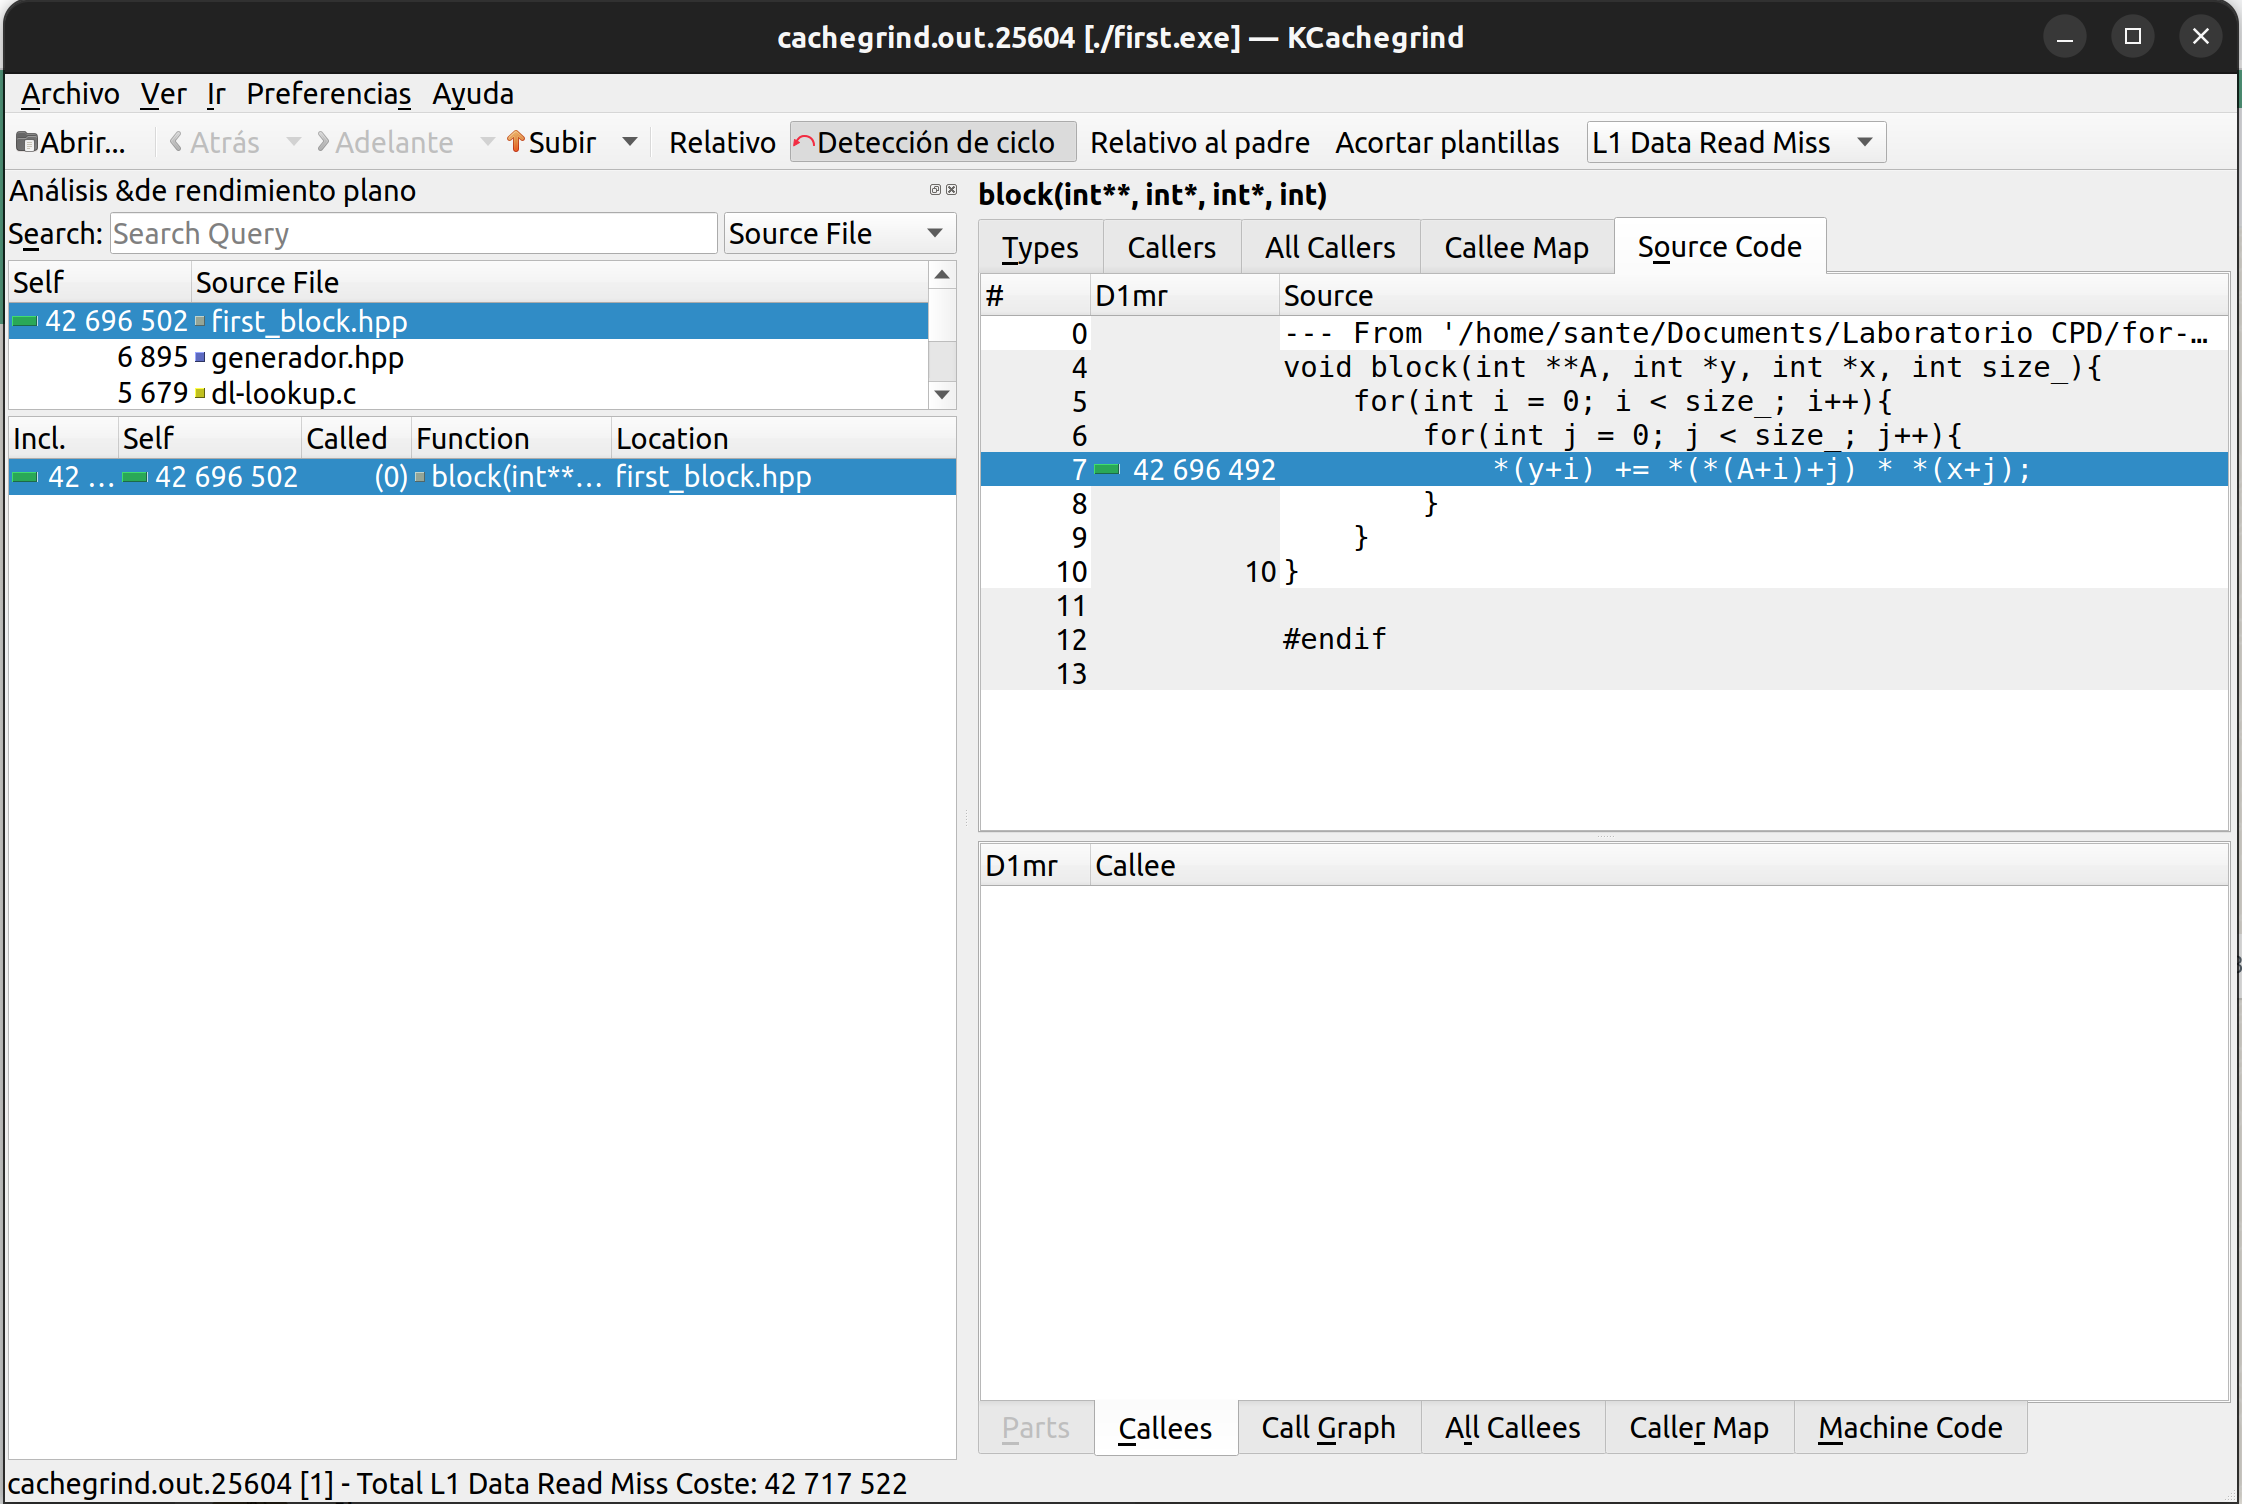 cachegrind.out.25604 [./first.exe] — KCachegrind
Archivo Ver Ir Preferencias Ayuda
Abrir... Atrás Adelante Subir Relativo Detección de ciclo Relativo al padre Acortar plantillas L1 Data Read Miss
Análisis &de rendimiento plano
Search: Search Query Source File
Self Source File
42 696 502 first_block.hpp
6 895 generador.hpp
5 679 dl-lookup.c
Incl. Self Called Function Location
42 ... 42 696 502 (0) block(int**... first_block.hpp
block(int**, int*, int*, int)
Types Callers All Callers Callee Map Source Code
# D1mr Source
0 --- From '/home/sante/Documents/Laboratorio CPD/for-...
4 void block(int **A, int *y, int *x, int size_){
5 for(int i = 0; i < size_; i++){
6 for(int j = 0; j < size_; j++){
7 42 696 492 *(y+i) += *(*(A+i)+j) * *(x+j);
8 }
9 }
10 10 }
11
12 #endif
13
D1mr Callee
Parts Callees Call Graph All Callees Caller Map Machine Code
cachegrind.out.25604 [1] - Total L1 Data Read Miss Coste: 42 717 522